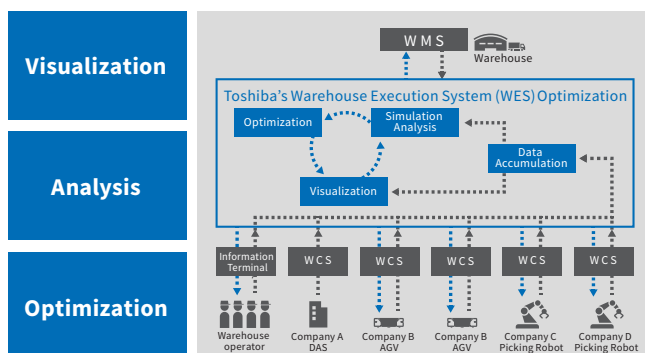 Visualization
Analysis
Optimization
WMS
Warehouse
Toshiba's Warehouse Execution System (WES) Optimization
Optimization
Simulation
Analysis
Data
Accumulation
Visualization
Information
Terminal
WCS
WCS
WCS
WCS
WCS
Warehouse
operator
Company A
DAS
Company B
AGV
Company B
AGV
Company C
Picking Robot
Company D
Picking Robot